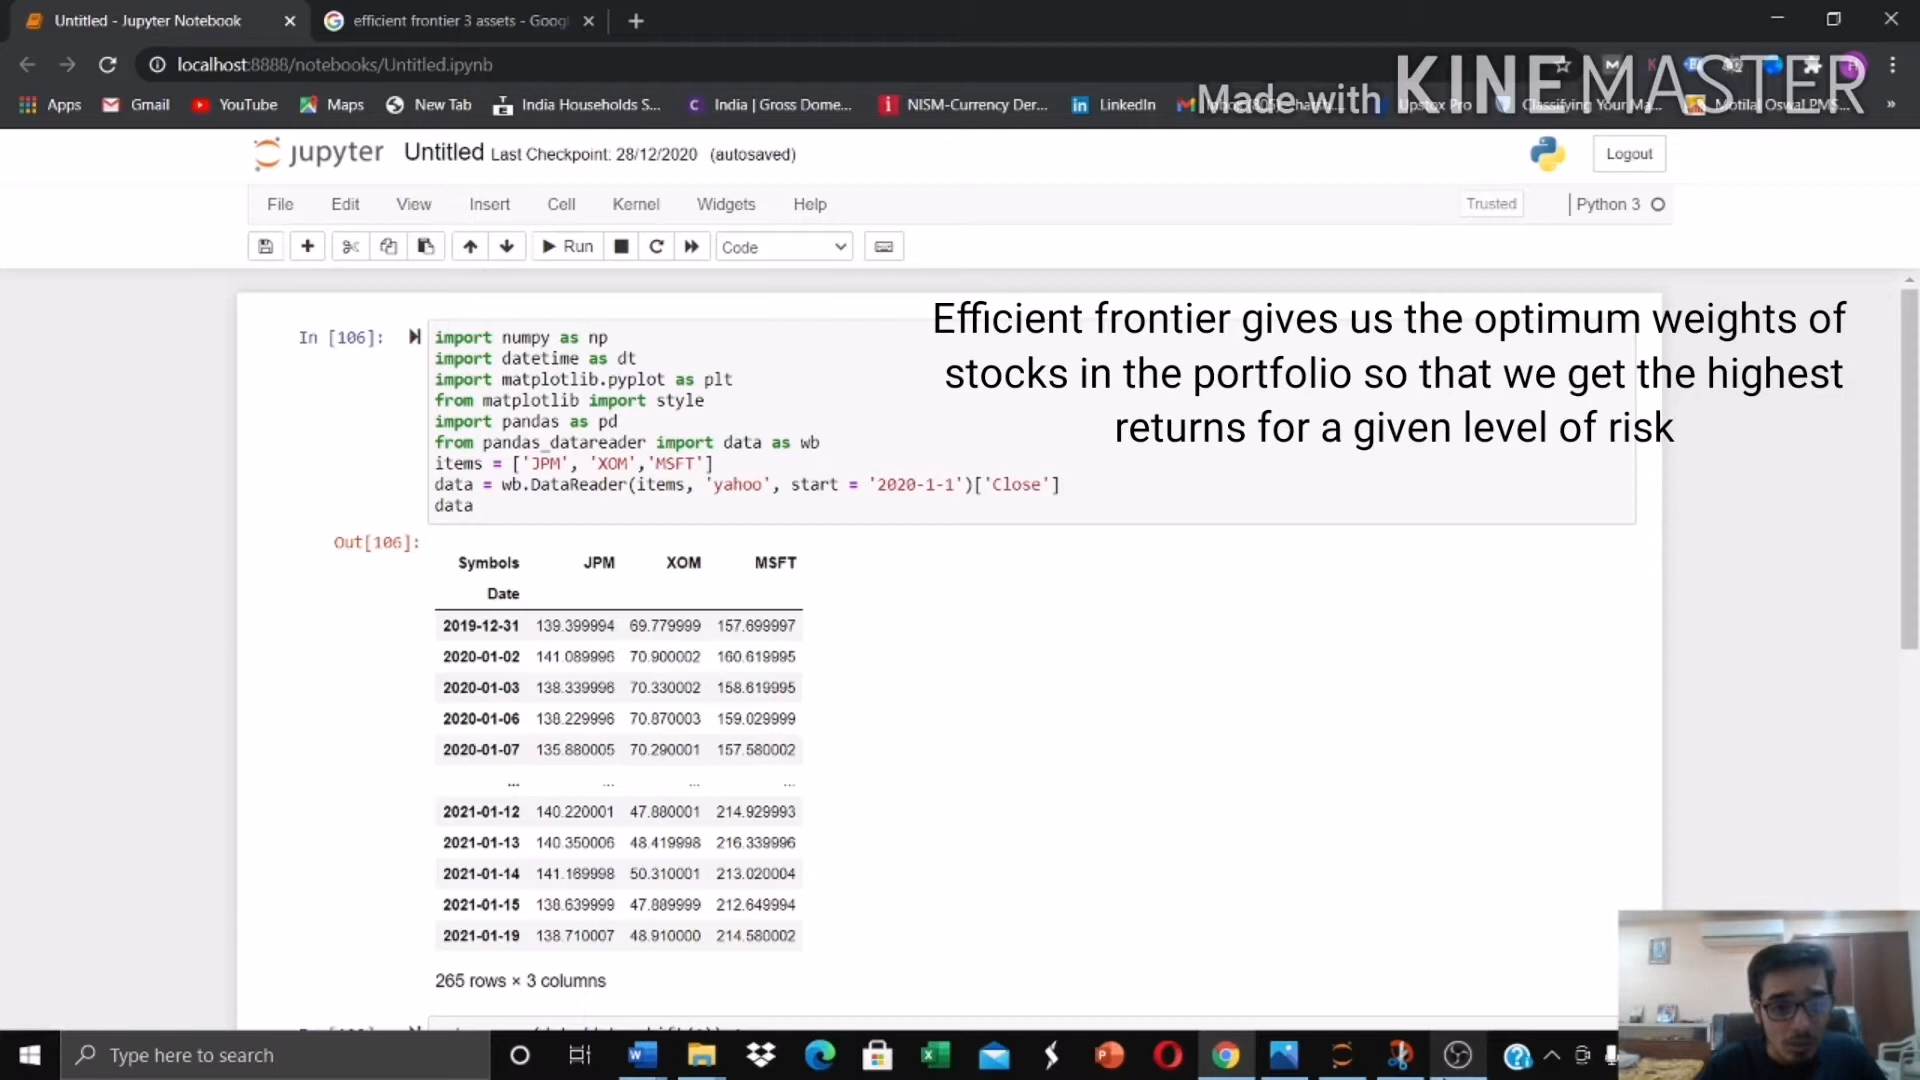 Untitled - Jupyter Notebook
efficient frontier 3 assets - Goog
localhost:8888/notebooks/Untitled.ipynb
Made with KINEMASTER
Apps Gmail YouTube Maps New Tab India Households S... India | Gross Dome... NISM-Currency Der... LinkedIn Upstox Pro Classifying Your Ma... Motilal Oswal PMS... »
jupyter Untitled Last Checkpoint: 28/12/2020 (autosaved) Logout
File Edit View Insert Cell Kernel Widgets Help Trusted Python 3
Run Code
Efficient frontier gives us the optimum weights of
stocks in the portfolio so that we get the highest
returns for a given level of risk
In [106]:
import numpy as np
import datetime as dt
import matplotlib.pyplot as plt
from matplotlib import style
import pandas as pd
from pandas_datareader import data as wb
items = ['JPM', 'XOM','MSFT']
data = wb.DataReader(items, 'yahoo', start = '2020-1-1')['Close']
data
Out[106]:
Symbols JPM XOM MSFT
Date
2019-12-31 139.399994 69.779999 157.699997
2020-01-02 141.089996 70.900002 160.619995
2020-01-03 138.339996 70.330002 158.619995
2020-01-06 138.229996 70.870003 159.029999
2020-01-07 135.880005 70.290001 157.580002
... ... ... ...
2021-01-12 140.220001 47.880001 214.929993
2021-01-13 140.350006 48.419998 216.339996
2021-01-14 141.169998 50.310001 213.020004
2021-01-15 138.639999 47.889999 212.649994
2021-01-19 138.710007 48.910000 214.580002
265 rows × 3 columns
Type here to search